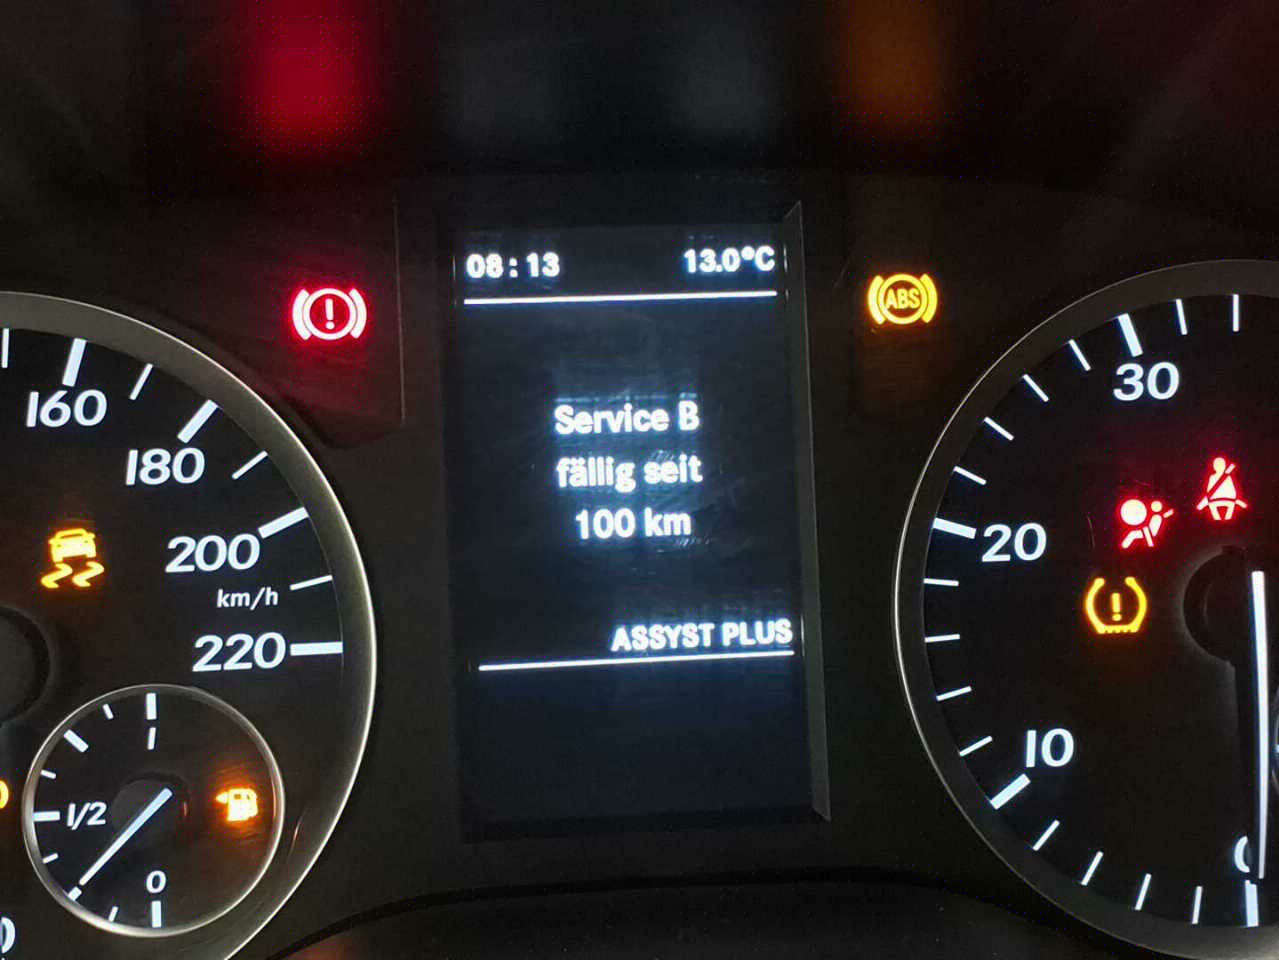 08:13 13.0°C
ABS
Service B
fällig seit
100 km
ASSYST PLUS
160
180
200
km/h
220
1/2
0
30
20
10
0